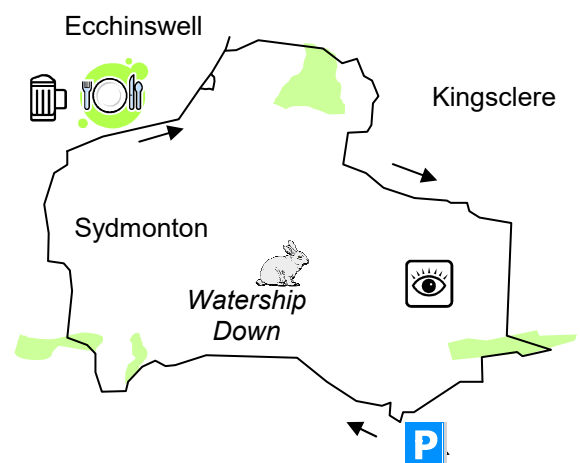 Ecchinswell
Kingsclere
Sydmonton
Watership
Down
P